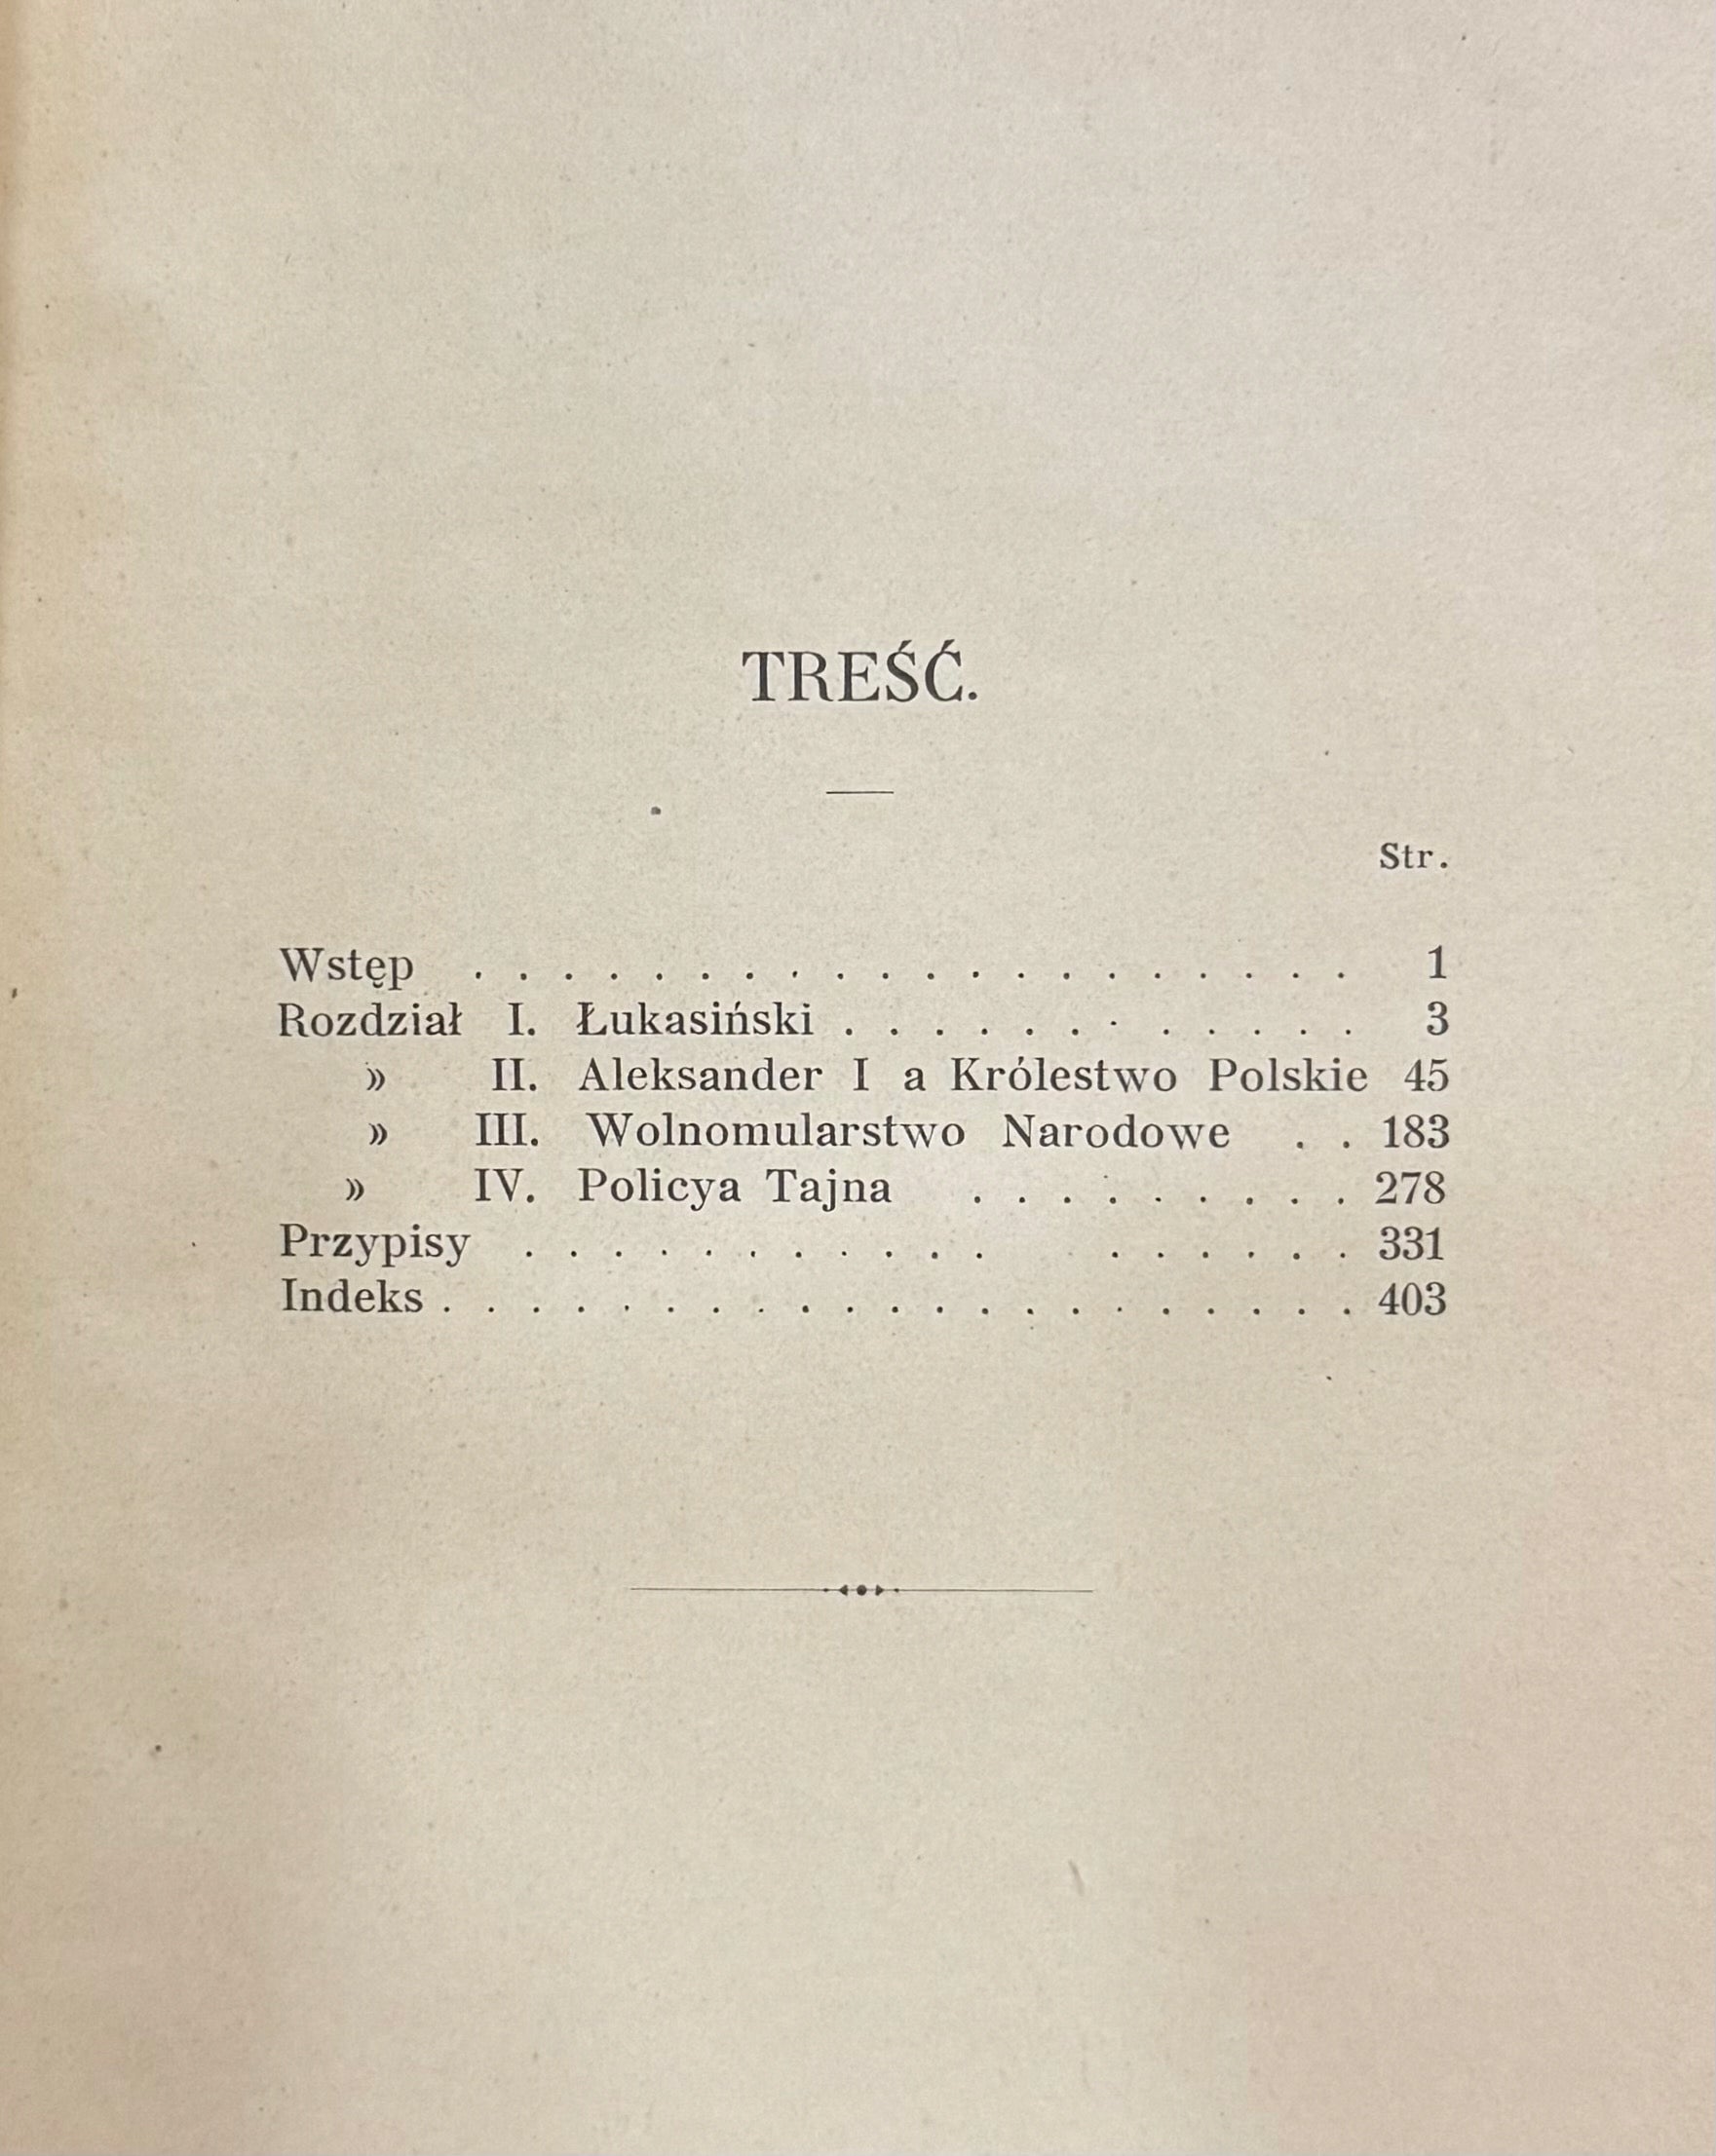 TREŚĆ.
Str.
Wstęp . . . . . . . . . . . . . . . . . . . . 1
Rozdział I. Łukasiński . . . . . . . . . . . . 3
» II. Aleksander I a Królestwo Polskie 45
» III. Wolnomularstwo Narodowe . . 183
» IV. Policya Tajna . . . . . . . . . 278
Przypisy . . . . . . . . . . . . . . . . . 331
Indeks . . . . . . . . . . . . . . . . . . . . . 403